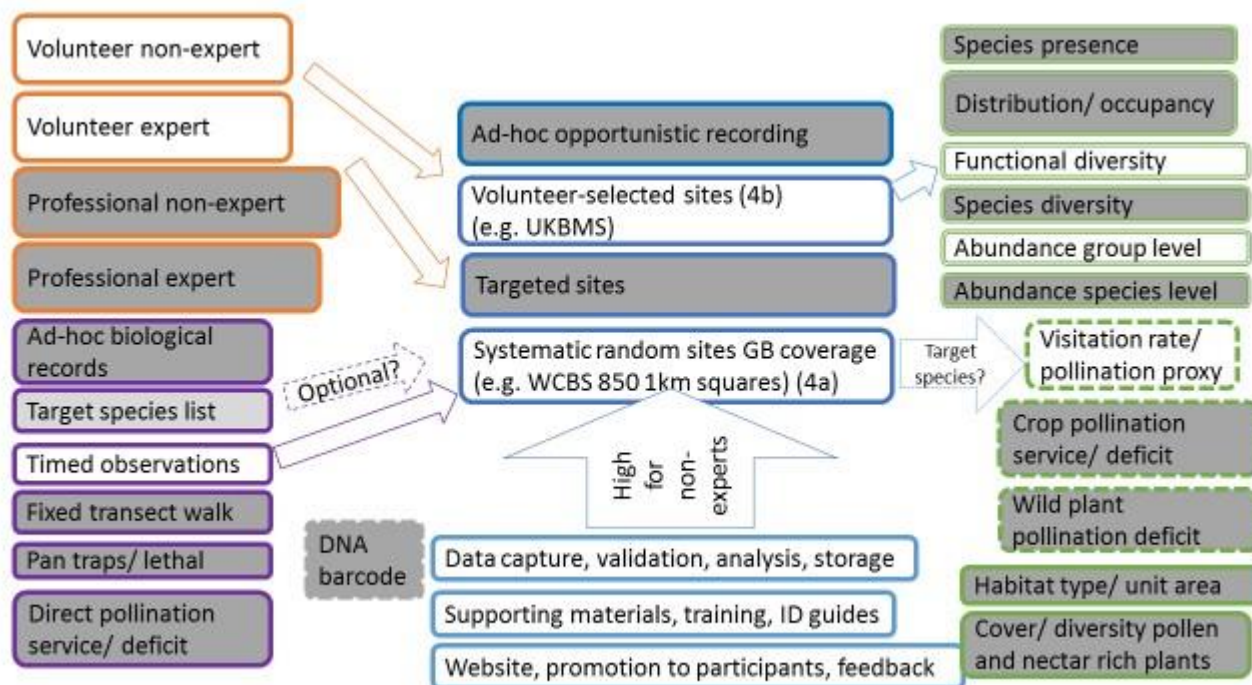 Volunteer non-expert
Volunteer expert
Professional non-expert
Professional expert
Ad-hoc biological
records
Target species list
Timed observations
Fixed transect walk
Pan traps/ lethal
Direct pollination
service/ deficit
Optional?
Ad-hoc opportunistic recording
Volunteer-selected sites (4b)
(e.g. UKBMS)
Targeted sites
Systematic random sites GB coverage
(e.g. WCBS 850 1km squares) (4a)
High
for
non-
experts
DNA
barcode
Data capture, validation, analysis, storage
Supporting materials, training, ID guides
Website, promotion to participants, feedback
Target
species?
Species presence
Distribution/ occupancy
Functional diversity
Species diversity
Abundance group level
Abundance species level
Visitation rate/
pollination proxy
Crop pollination
service/ deficit
Wild plant
pollination deficit
Habitat type/ unit area
Cover/ diversity pollen
and nectar rich plants